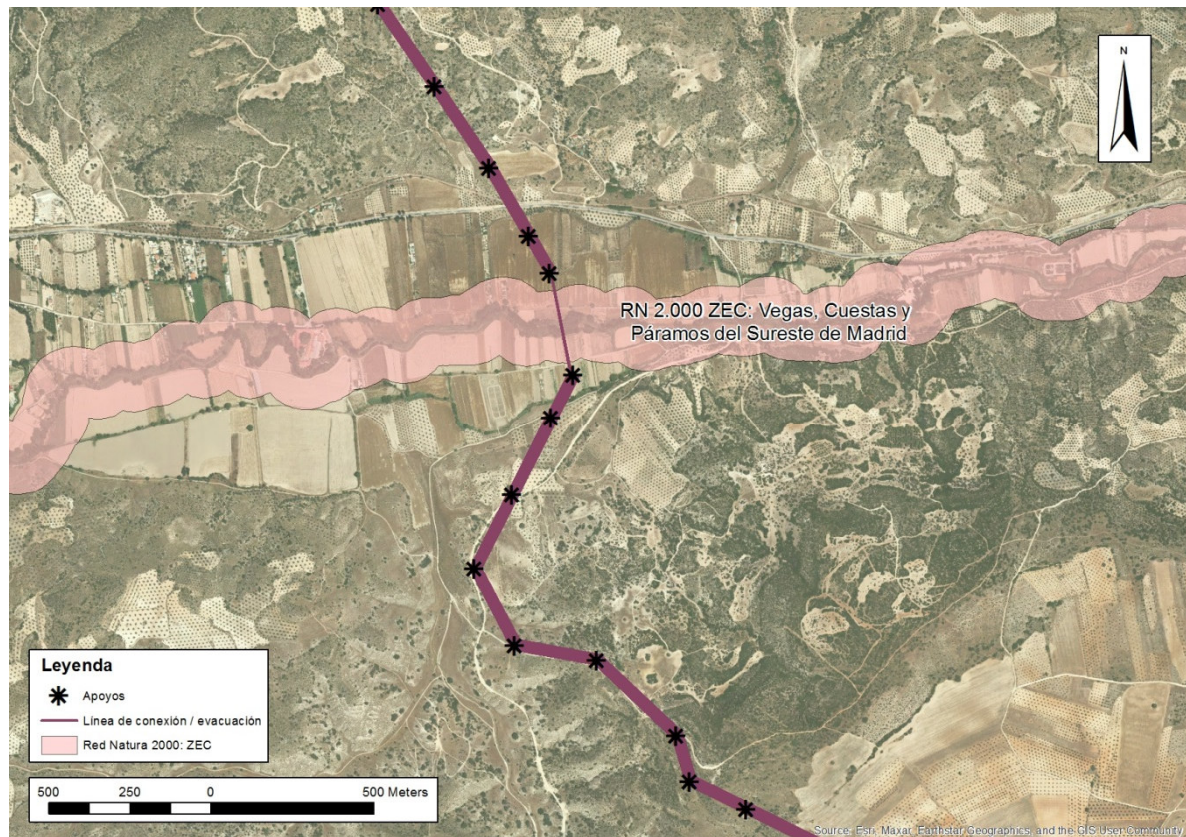 N
RN 2.000 ZEC: Vegas, Cuestas y
Páramos del Sureste de Madrid
Leyenda
Apoyos
Línea de conexión / evacuación
Red Natura 2000: ZEC
500 250 0 500 Meters
Source: Esri, Maxar, Earthstar Geographics, and the GIS User Community